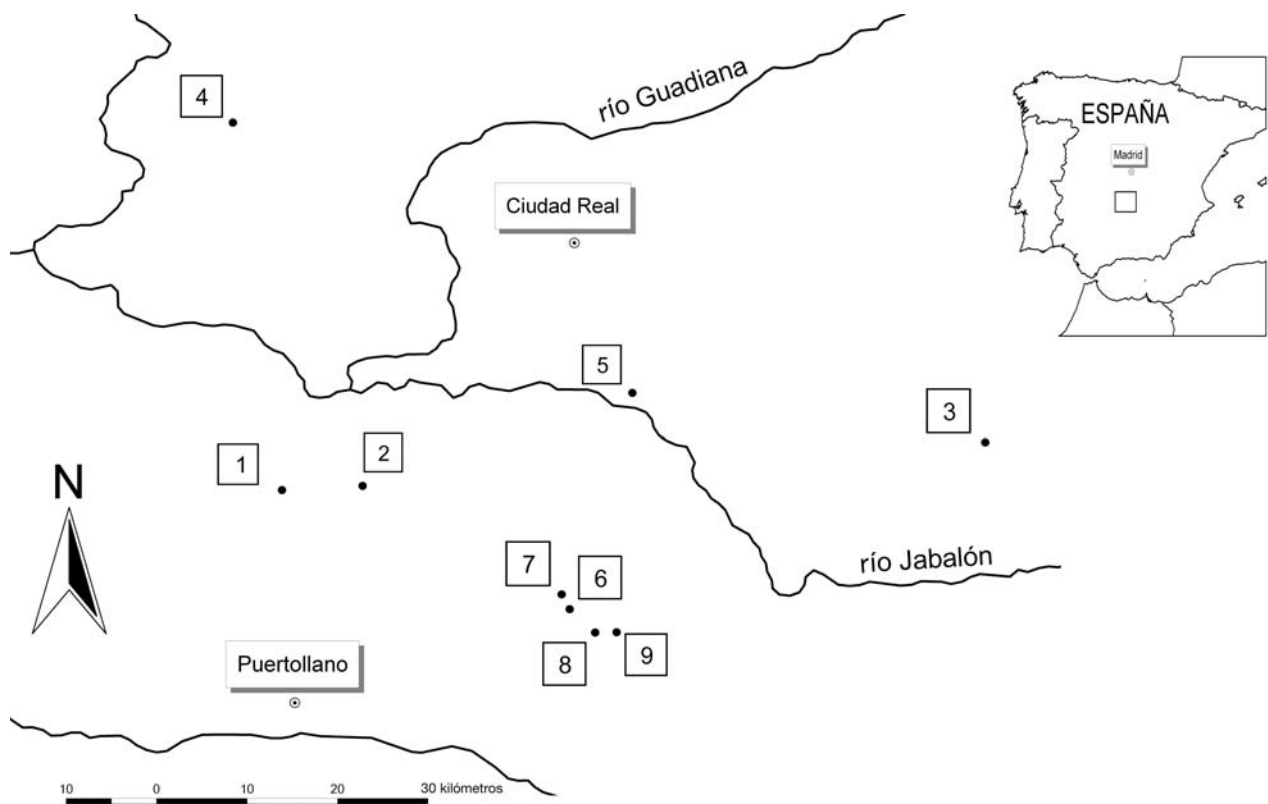 4
río Guadiana
ESPAÑA
Madrid
Ciudad Real
5
3
1
2
N
7
6
río Jabalón
8
9
Puertollano
10 0 10 20 30 kilómetros